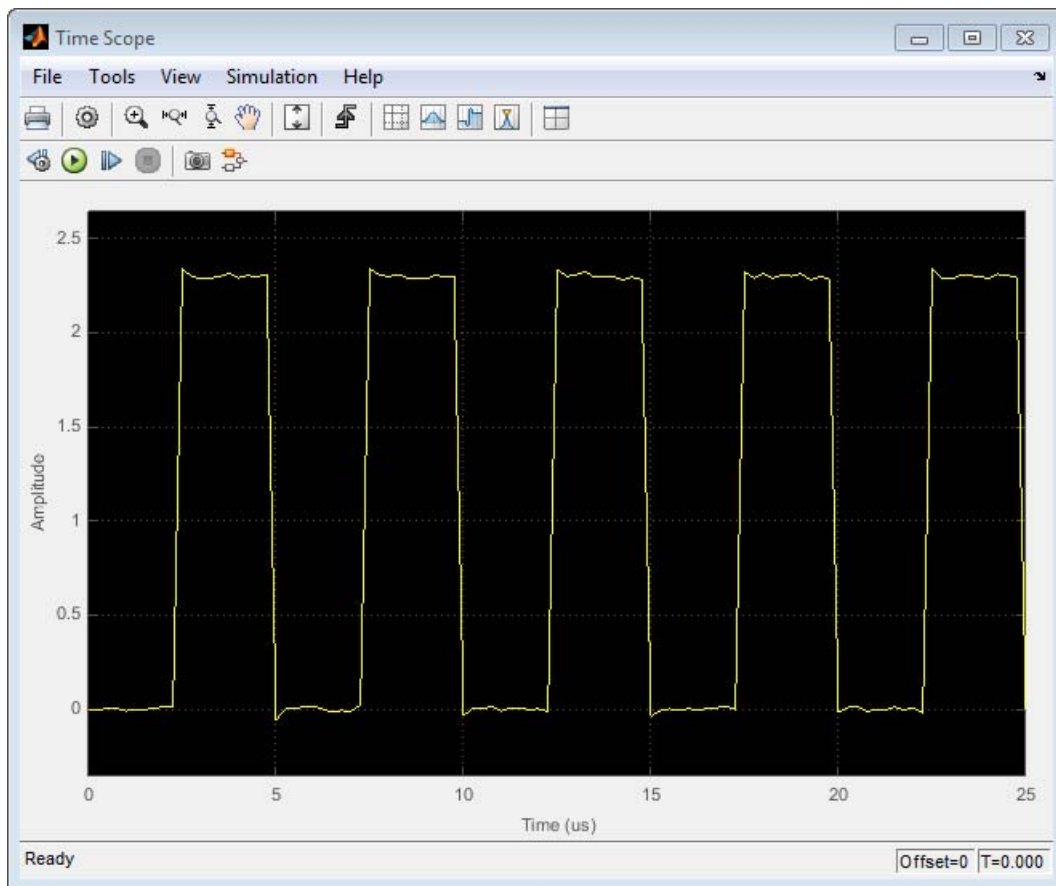 Time Scope
File Tools View Simulation Help
2.5
2
1.5
1
0.5
0
Amplitude
0 5 10 15 20 25
Time (us)
Ready Offset=0 T=0.000